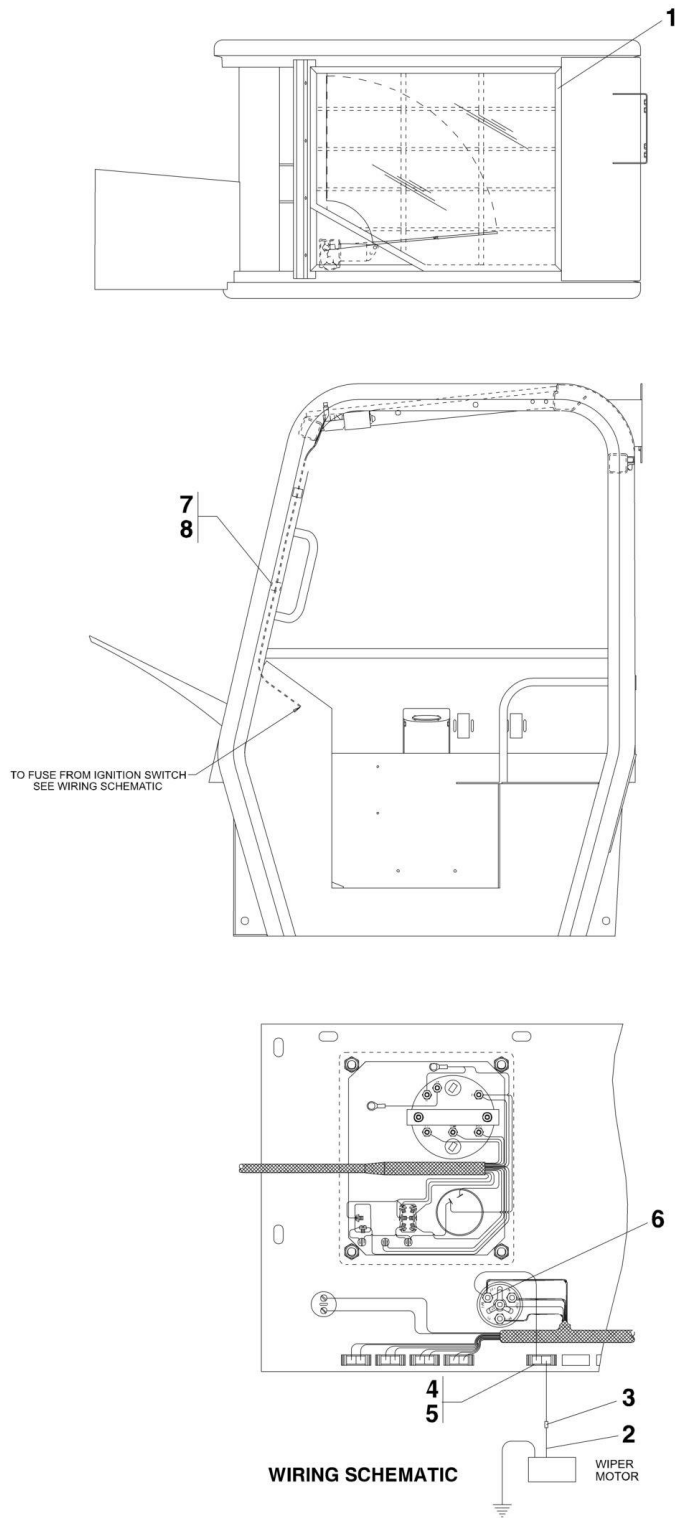 1
7
8
TO FUSE FROM IGNITION SWITCH
SEE WIRING SCHEMATIC
6
4
5
3
2
WIRING SCHEMATIC
WIPER
MOTOR